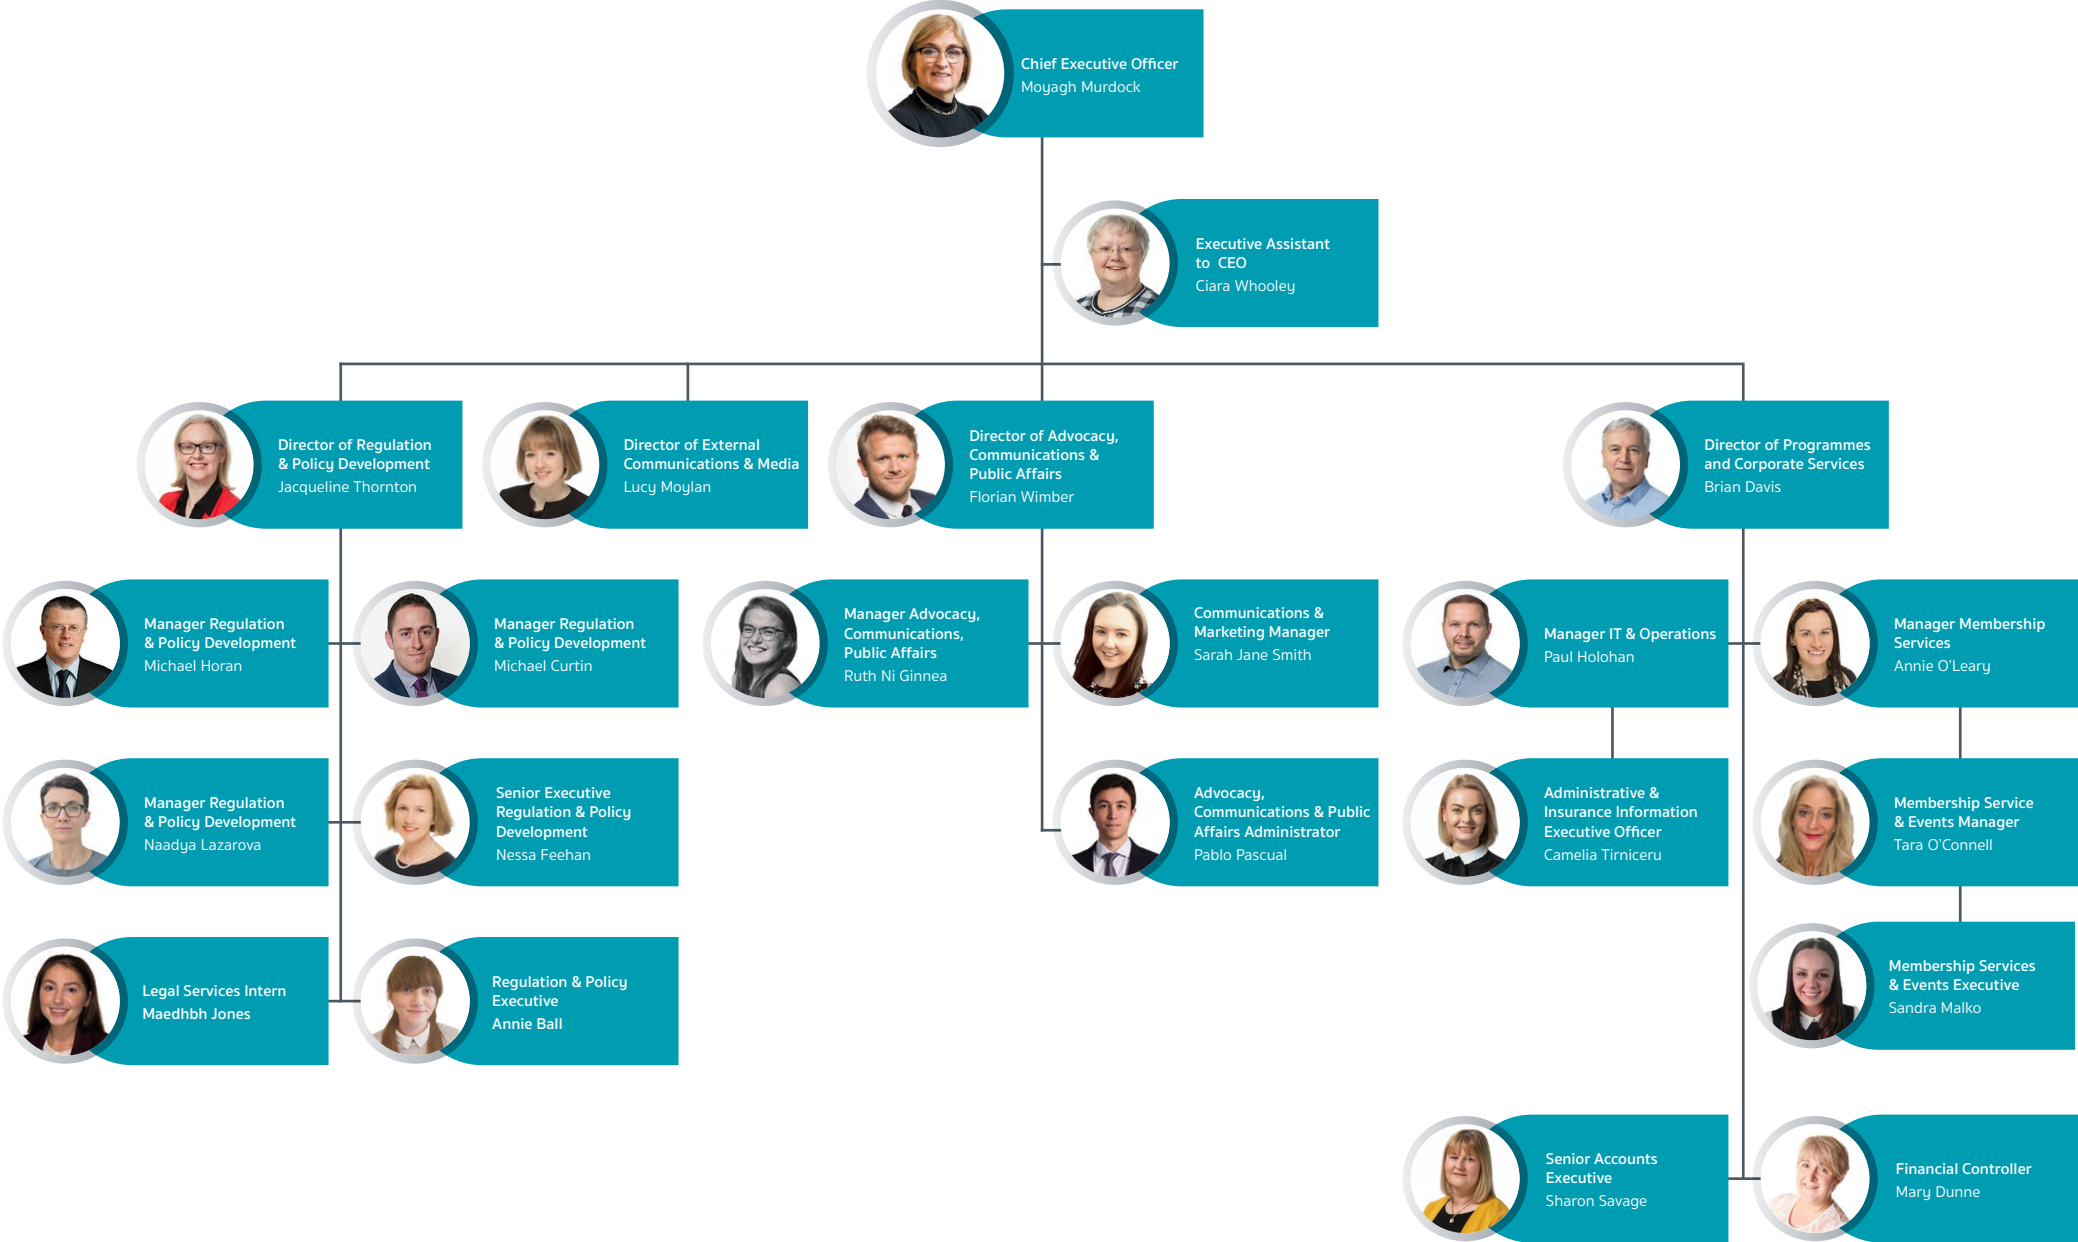 Chief Executive Officer
Moyagh Murdock
Executive Assistant
to CEO
Ciara Whooley
Director of Regulation
& Policy Development
Jacqueline Thornton
Director of External
Communications & Media
Lucy Moylan
Director of Advocacy,
Communications &
Public Affairs
Florian Wimber
Director of Programmes
and Corporate Services
Brian Davis
Manager Regulation
& Policy Development
Michael Horan
Manager Regulation
& Policy Development
Michael Curtin
Manager Advocacy,
Communications,
Public Affairs
Ruth Ni Ginnea
Communications &
Marketing Manager
Sarah Jane Smith
Manager IT & Operations
Paul Holohan
Manager Membership
Services
Annie O'Leary
Manager Regulation
& Policy Development
Naadya Lazarova
Senior Executive
Regulation & Policy
Development
Nessa Feehan
Advocacy,
Communications & Public
Affairs Administrator
Pablo Pascual
Administrative &
Insurance Information
Executive Officer
Camelia Tirniceru
Membership Service
& Events Manager
Tara O'Connell
Legal Services Intern
Maedhbh Jones
Regulation & Policy
Executive
Annie Ball
Membership Services
& Events Executive
Sandra Malko
Senior Accounts
Executive
Sharon Savage
Financial Controller
Mary Dunne